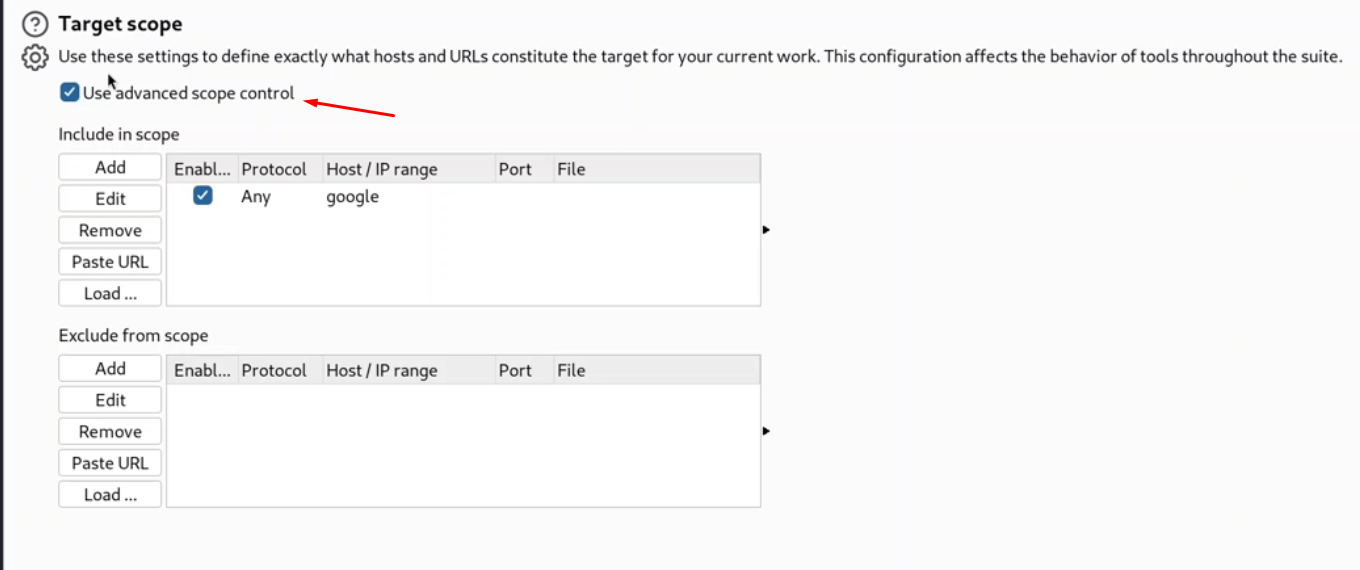 Target scope
Use these settings to define exactly what hosts and URLs constitute the target for your current work. This configuration affects the behavior of tools throughout the suite.
Use advanced scope control
Include in scope
Add
Edit
Remove
Paste URL
Load ...
Enabl... Protocol Host / IP range Port File
Any google
Exclude from scope
Add
Edit
Remove
Paste URL
Load ...
Enabl... Protocol Host / IP range Port File